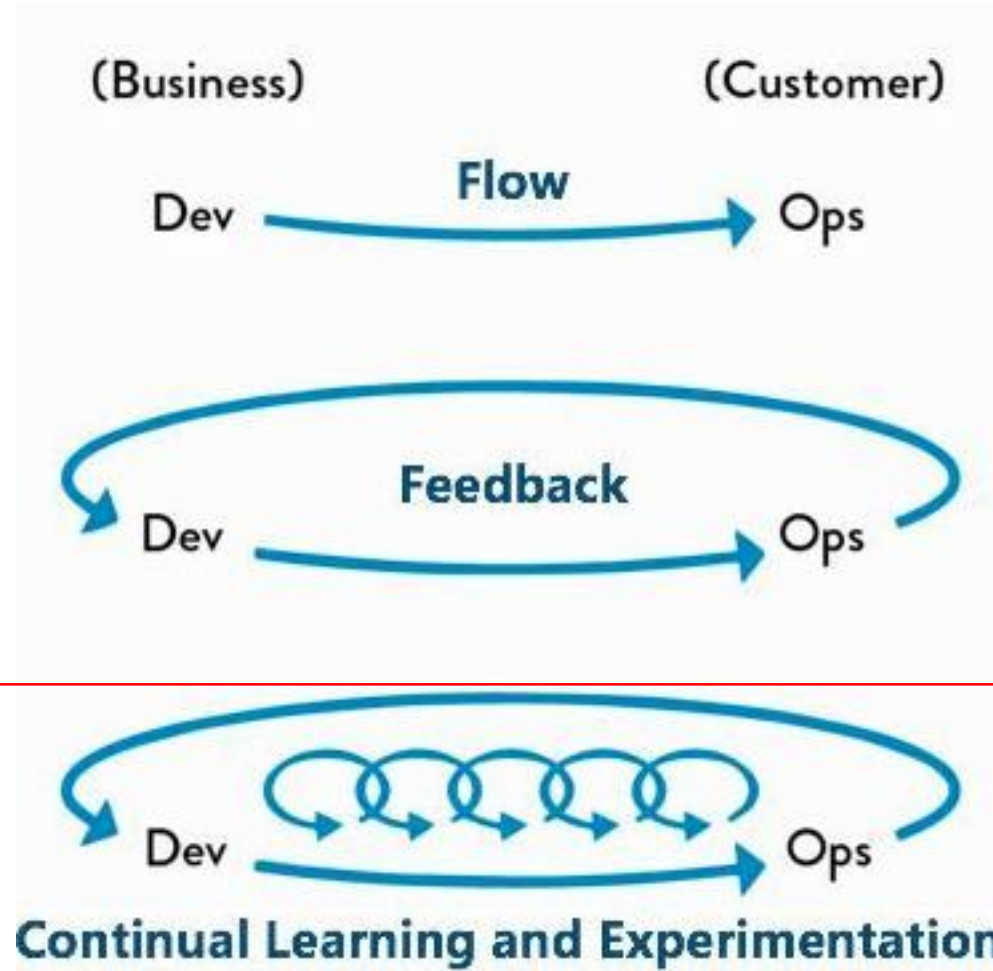 (Business) (Customer)
Flow
Dev Ops
Feedback
Dev Ops
Dev Ops
Continual Learning and Experimentation